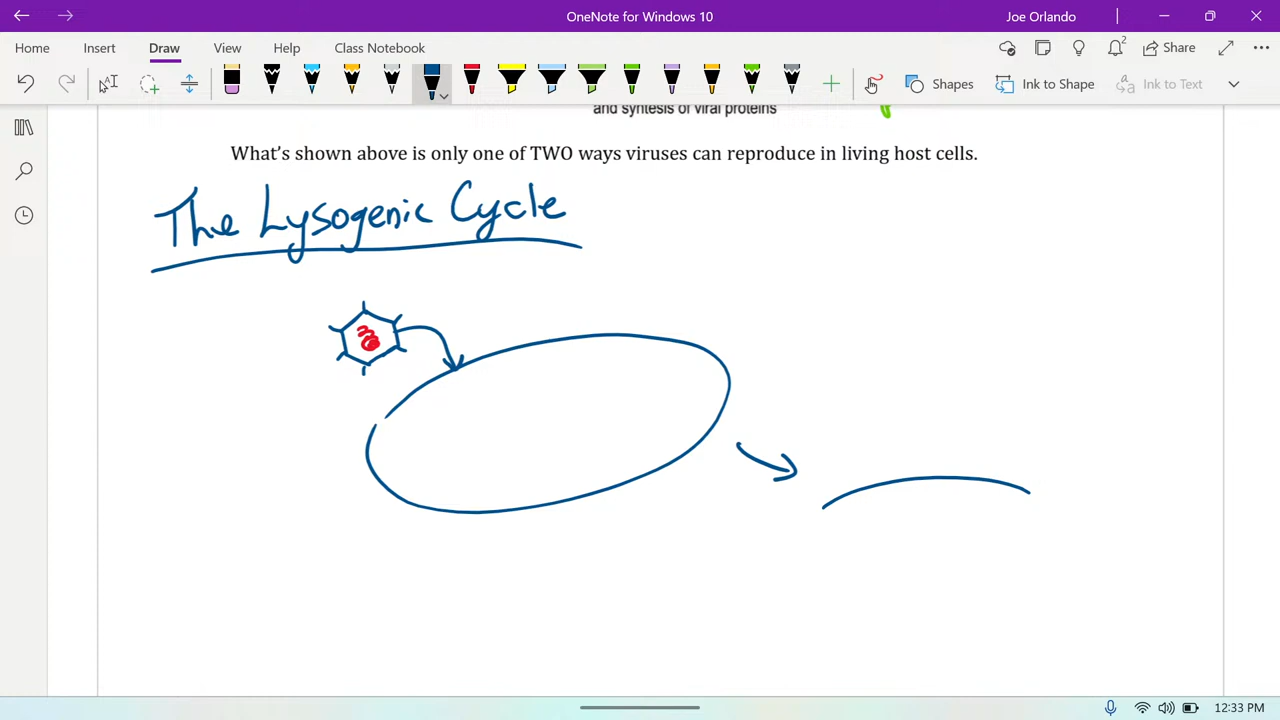 OneNote for Windows 10
Joe Orlando
Home Insert Draw View Help Class Notebook
2
Share
Shapes
Ink to Shape
Ink to Text
and syntesis of viral proteins
What's shown above is only one of TWO ways viruses can reproduce in living host cells.
The Lysogenic Cycle
12:33 PM